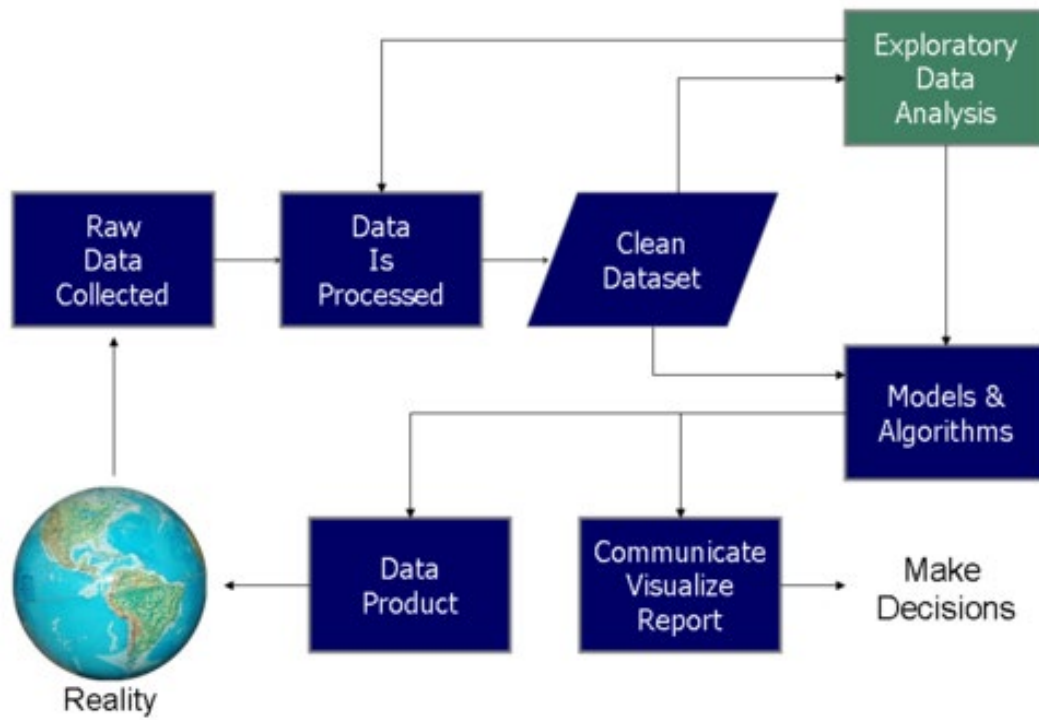 Exploratory
Data
Analysis
Raw
Data
Collected
Data
Is
Processed
Clean
Dataset
Models &
Algorithms
Data
Product
Communicate
Visualize
Report
Make
Decisions
Reality